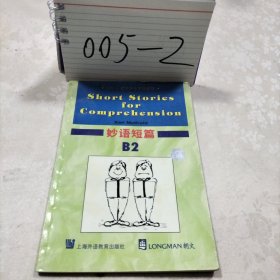 005-2
Short Stories
for
Comprehension
妙语短篇
B2
上海外语教育出版社
LONGMAN 朗文